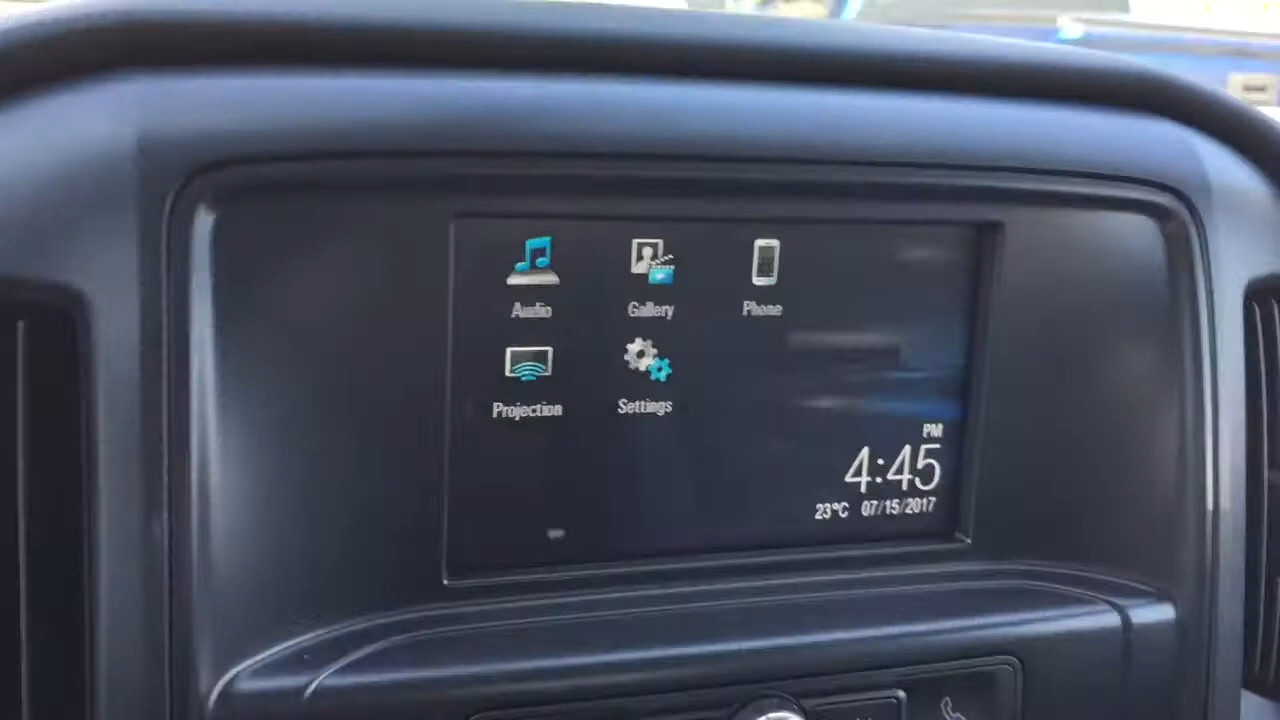 Audio
Gallery
Phone
Projection
Settings
PM
4:45
23°C 07/15/2017